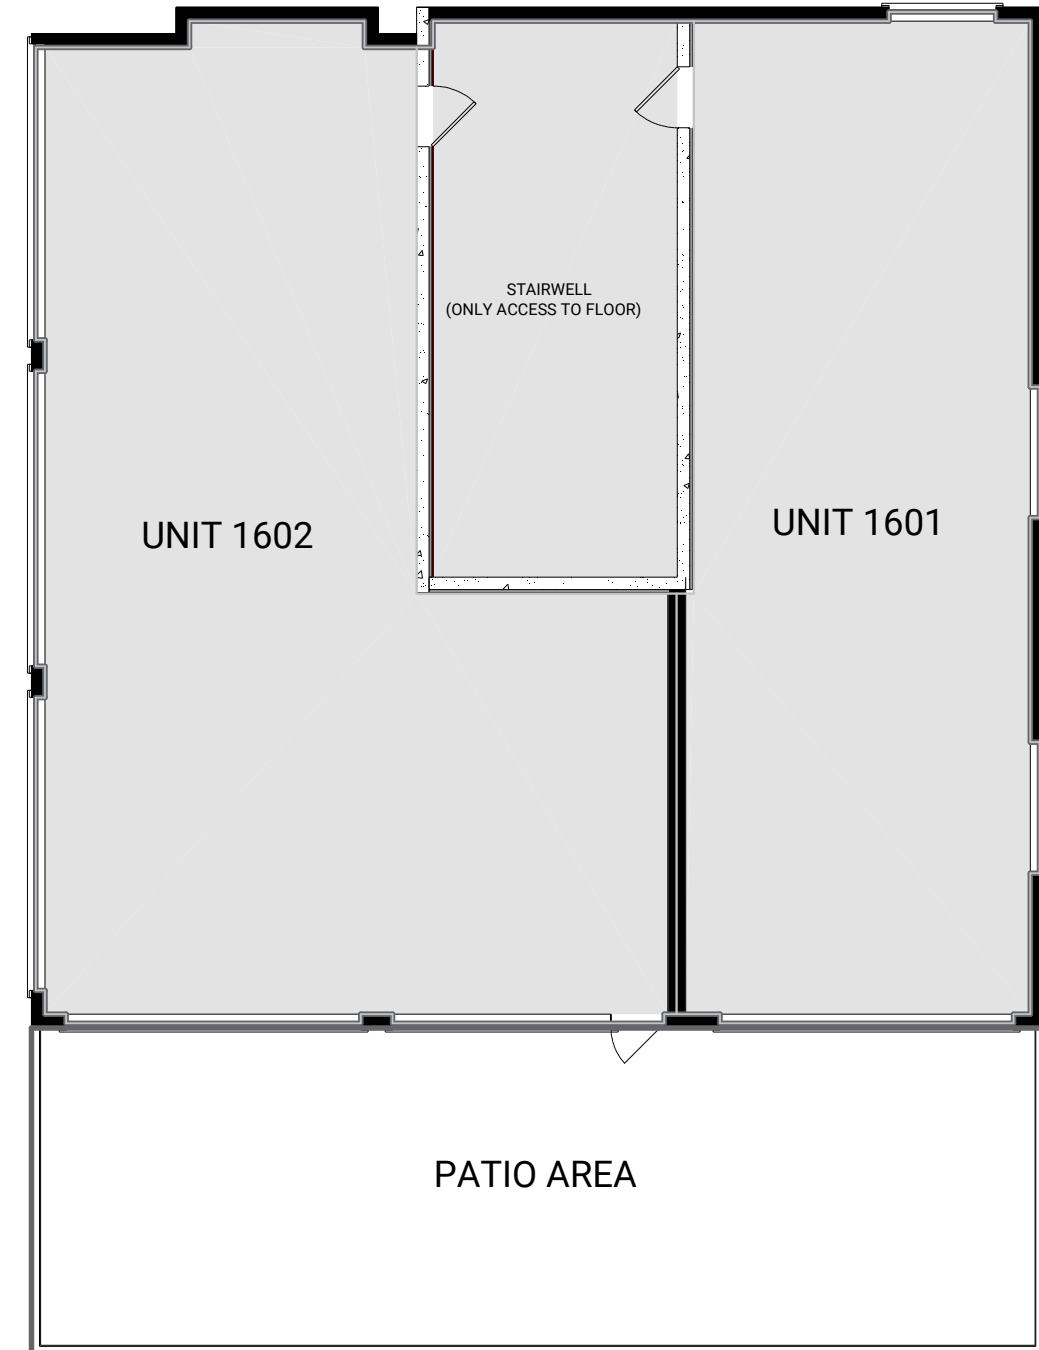 STAIRWELL
(ONLY ACCESS TO FLOOR)
UNIT 1602
UNIT 1601
PATIO AREA